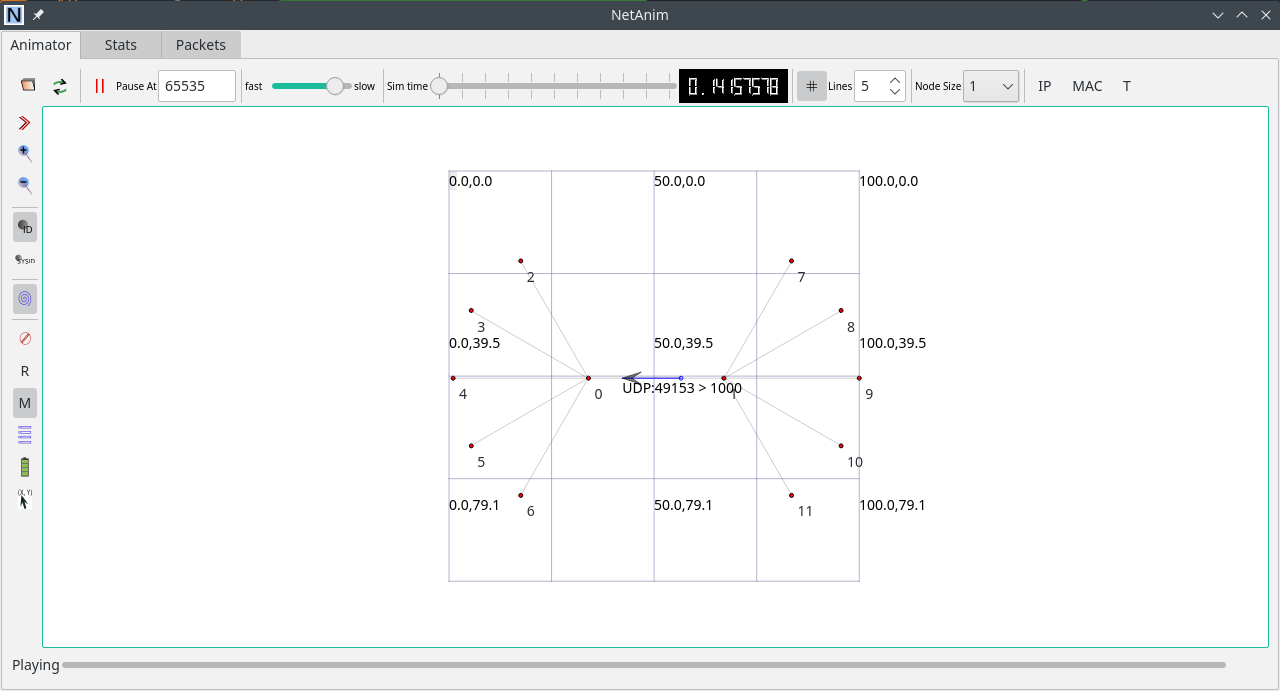 N NetAnim
Animator Stats Packets
Pause At 65535 fast slow Sim time 0.14157578 # Lines 5 Node Size 1 IP MAC T
0.0,0.0 50.0,0.0 100.0,0.0
ID
2 7
SYSID
3 8
0.0,39.5 50.0,39.5 100.0,39.5
R
UDP:49153 > 1000
4 0 1 9
M
5 10
(X, Y)
0.0,79.1 50.0,79.1 100.0,79.1
6 11
Playing